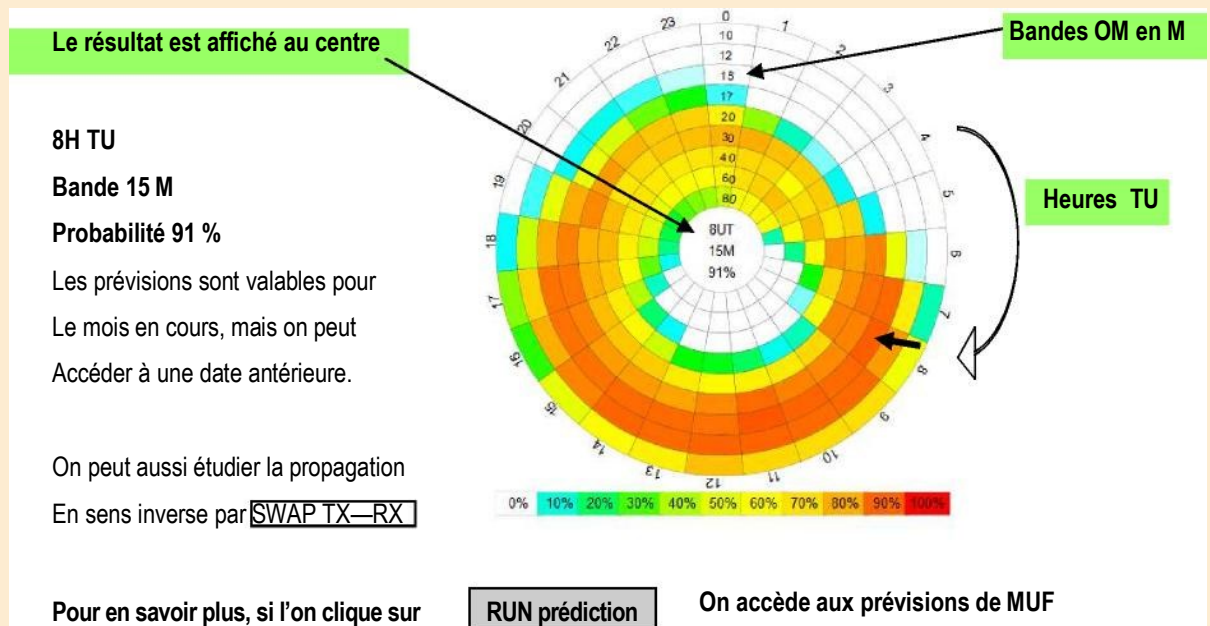 Le résultat est affiché au centre
Bandes OM en M
8H TU
Bande 15 M
Probabilité 91 %
Les prévisions sont valables pour
Le mois en cours, mais on peut
Accéder à une date antérieure.
On peut aussi étudier la propagation
En sens inverse par SWAP TX—RX
0
1
2
3
4
5
6
7
8
9
10
11
12
13
14
15
16
17
18
19
20
21
22
23
10
12
15
17
20
30
40
60
80
8UT
15M
91%
Heures TU
0% 10% 20% 30% 40% 50% 60% 70% 80% 90% 100%
Pour en savoir plus, si l’on clique sur RUN prédiction On accède aux prévisions de MUF